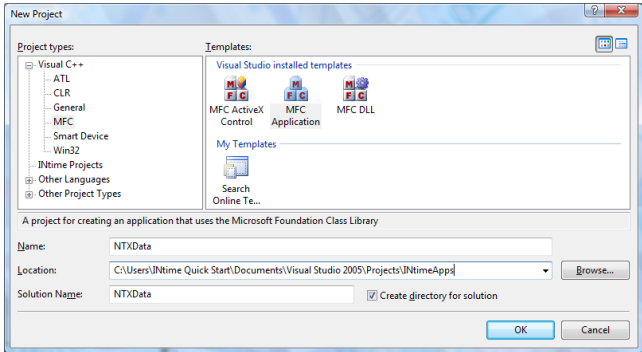 New Project
Project types:
Templates:
Visual C++
ATL
CLR
General
MFC
Smart Device
Win32
INtime Projects
Other Languages
Other Project Types
Visual Studio installed templates
MFC ActiveX
Control
MFC
Application
MFC DLL
My Templates
Search
Online Te...
A project for creating an application that uses the Microsoft Foundation Class Library
Name:
NTXData
Location:
C:\Users\INtime Quick Start\Documents\Visual Studio 2005\Projects\INtimeApps
Browse...
Solution Name:
NTXData
Create directory for solution
OK
Cancel